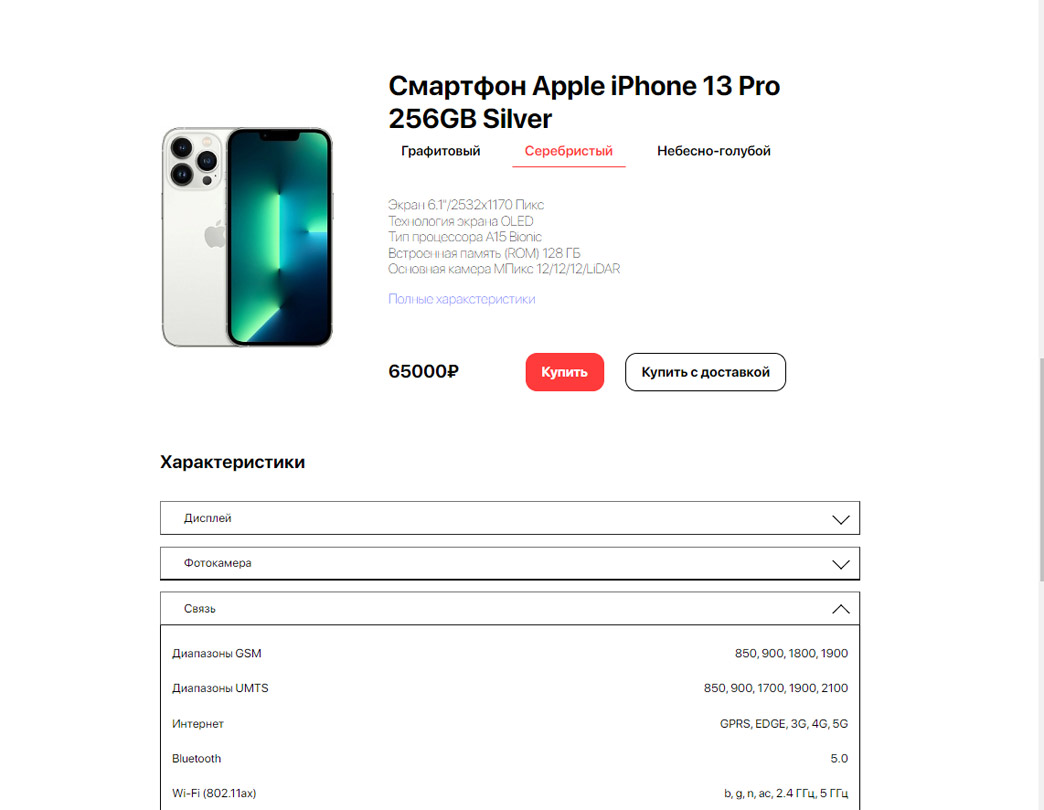 Смартфон Apple iPhone 13 Pro
256GB Silver
Графитовый Серебристый Небесно-голубой
Экран 6.1"/2532x1170 Пикс
Технология экрана OLED
Тип процессора A15 Bionic
Встроенная память (ROM) 128 ГБ
Основная камера МПикс 12/12/12/LiDAR
Полные характеристики
65000₽ Купить Купить с доставкой
Характеристики
Дисплей
Фотокамера
Связь
Диапазоны GSM 850, 900, 1800, 1900
Диапазоны UMTS 850, 900, 1700, 1900, 2100
Интернет GPRS, EDGE, 3G, 4G, 5G
Bluetooth 5.0
Wi-Fi (802.11ax) b, g, n, ac, 2.4 ГГц, 5 ГГц